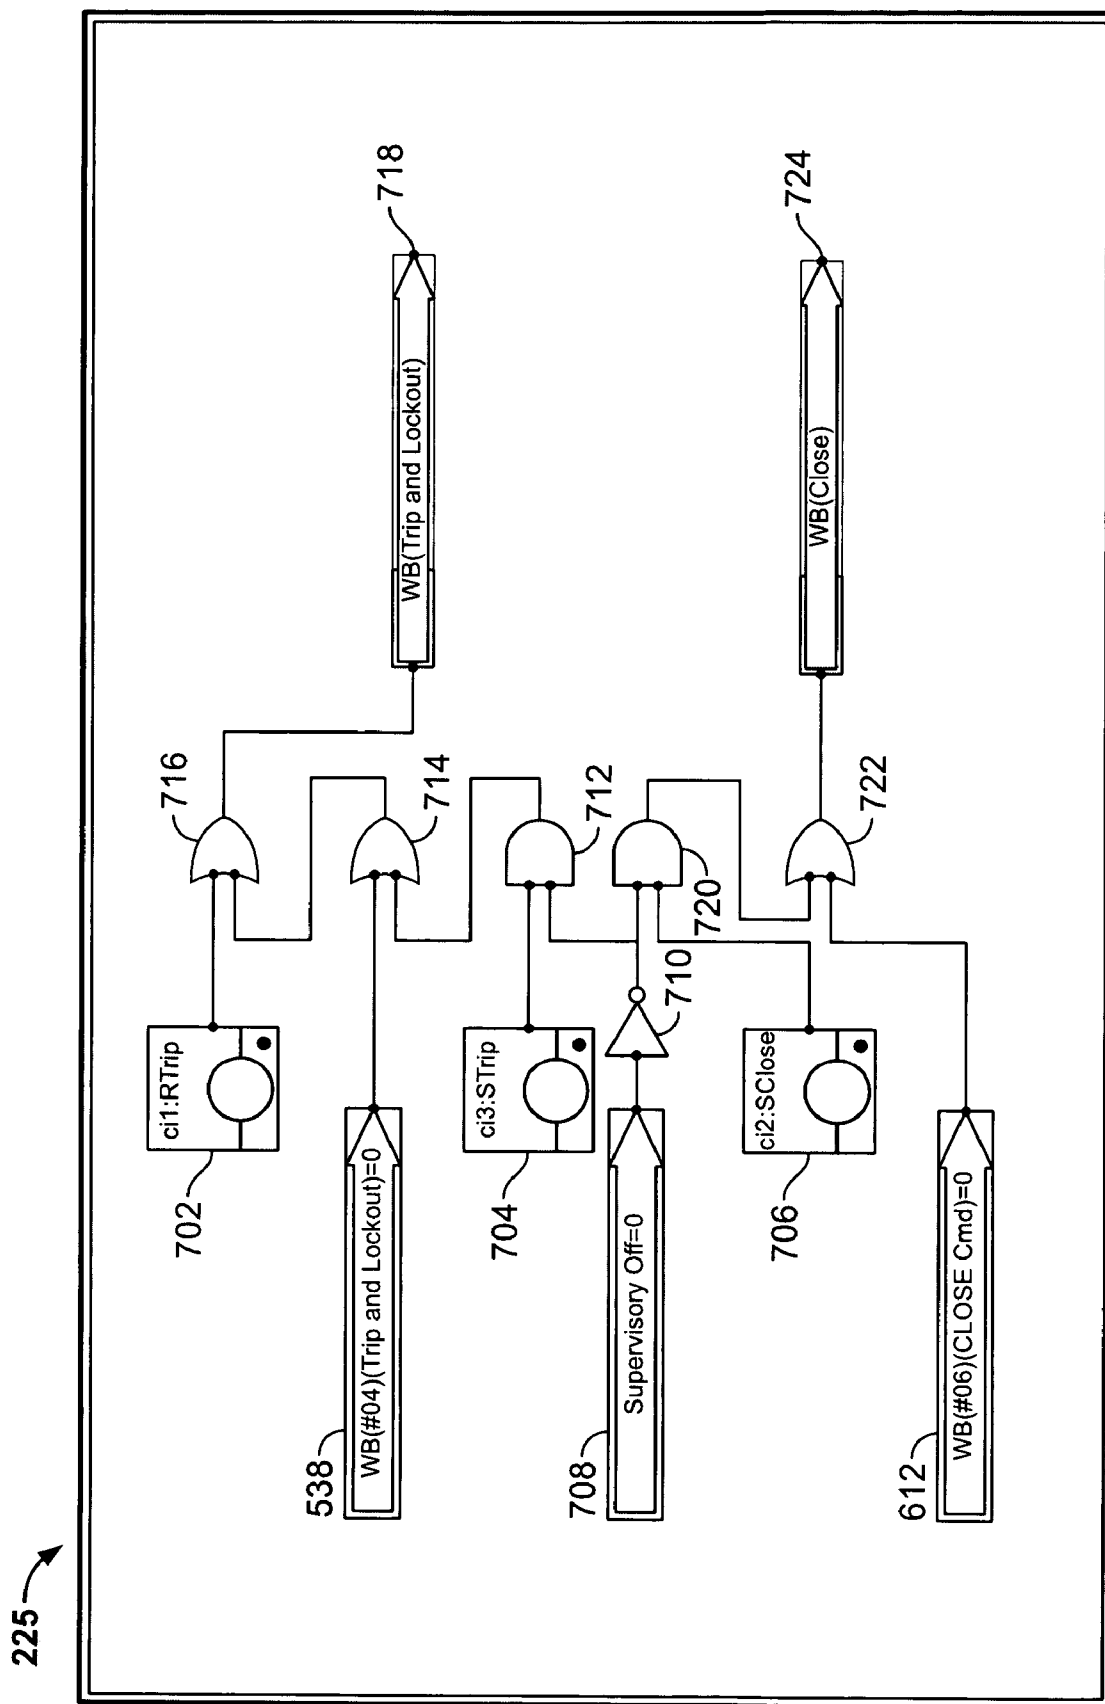 225
702
ci1:RTrip
716
538
WB(#04)(Trip and Lockout)=0
714
WB(Trip and Lockout)
718
704
ci3:STrip
712
708
Supervisory Off=0
710
720
706
ci2:SClose
722
WB(Close)
724
612
WB(#06)(CLOSE Cmd)=0